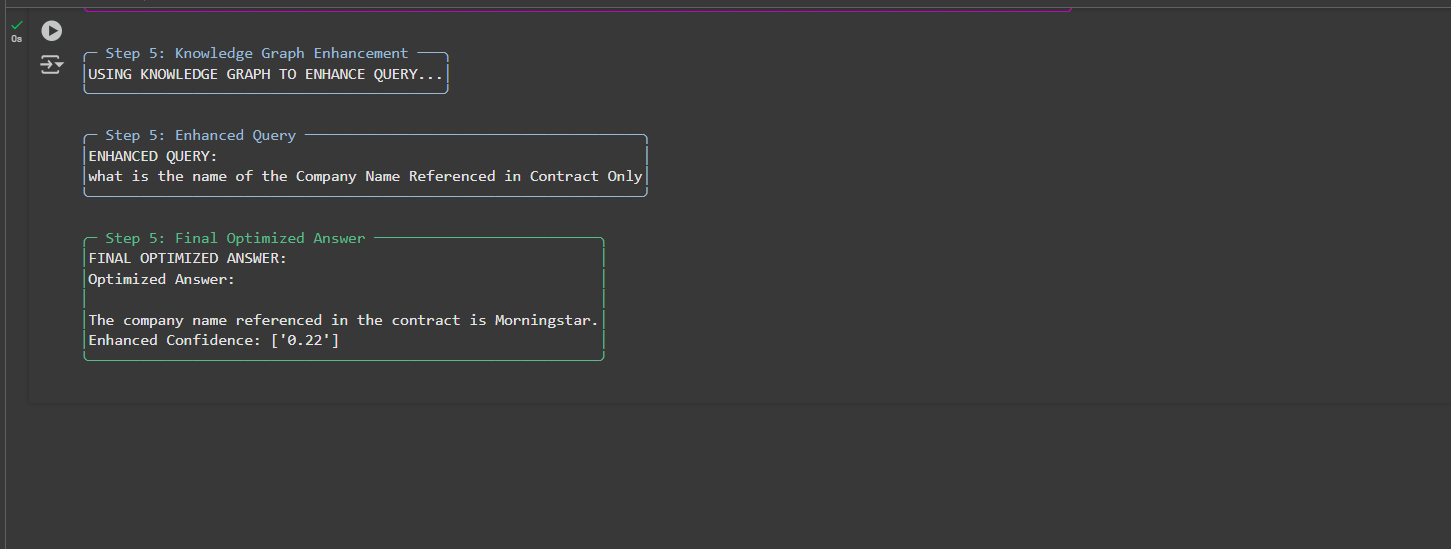 0s
Step 5: Knowledge Graph Enhancement
USING KNOWLEDGE GRAPH TO ENHANCE QUERY...
Step 5: Enhanced Query
ENHANCED QUERY:
what is the name of the Company Name Referenced in Contract Only
Step 5: Final Optimized Answer
FINAL OPTIMIZED ANSWER:
Optimized Answer:
The company name referenced in the contract is Morningstar.
Enhanced Confidence: ['0.22']